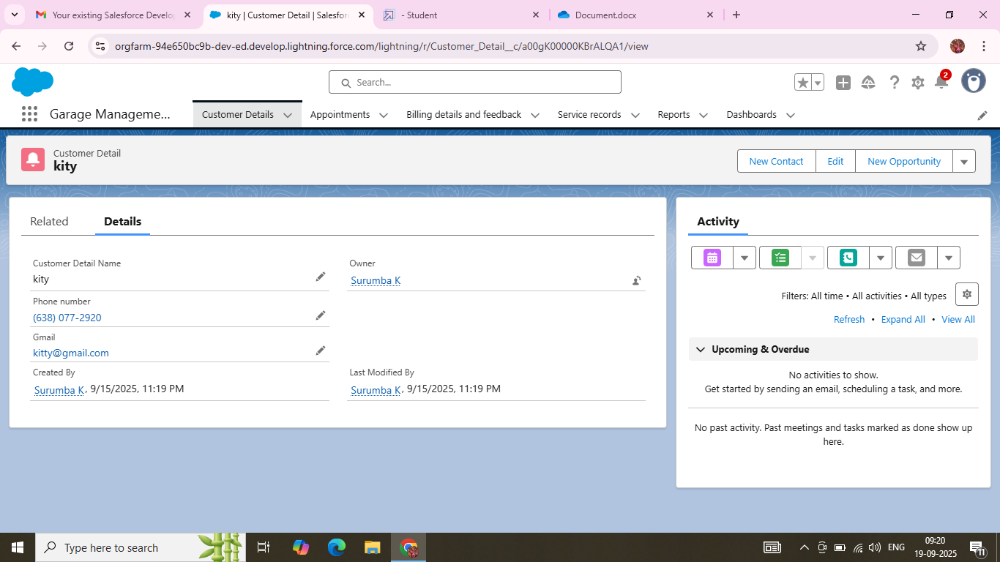 Your existing Salesforce Develo
kity | Customer Detail | Salesfor
- Student
Document.docx
orgfarm-94e650bc9b-dev-ed.develop.lightning.force.com/lightning/r/Customer_Detail__c/a00gK00000KBrALQA1/view
Search...
2
Garage Manageme...
Customer Details
Appointments
Billing details and feedback
Service records
Reports
Dashboards
Customer Detail
kity
New Contact
Edit
New Opportunity
Related
Details
Customer Detail Name
kity
Owner
Surumba K
Phone number
(638) 077-2920
Gmail
kitty@gmail.com
Created By
Surumba K, 9/15/2025, 11:19 PM
Last Modified By
Surumba K, 9/15/2025, 11:19 PM
Activity
Filters: All time • All activities • All types
Refresh • Expand All • View All
Upcoming & Overdue
No activities to show.
Get started by sending an email, scheduling a task, and more.
No past activity. Past meetings and tasks marked as done show up
here.
Type here to search
ENG
09:20
19-09-2025
11